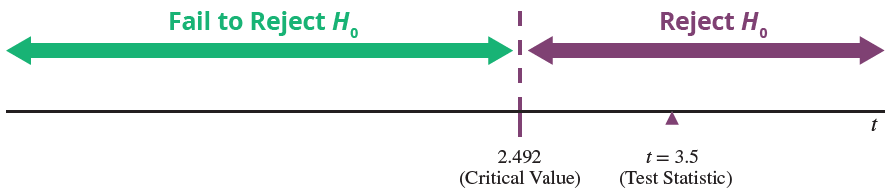 Fail to Reject H₀
Reject H₀
t
2.492
(Critical Value)
t = 3.5
(Test Statistic)